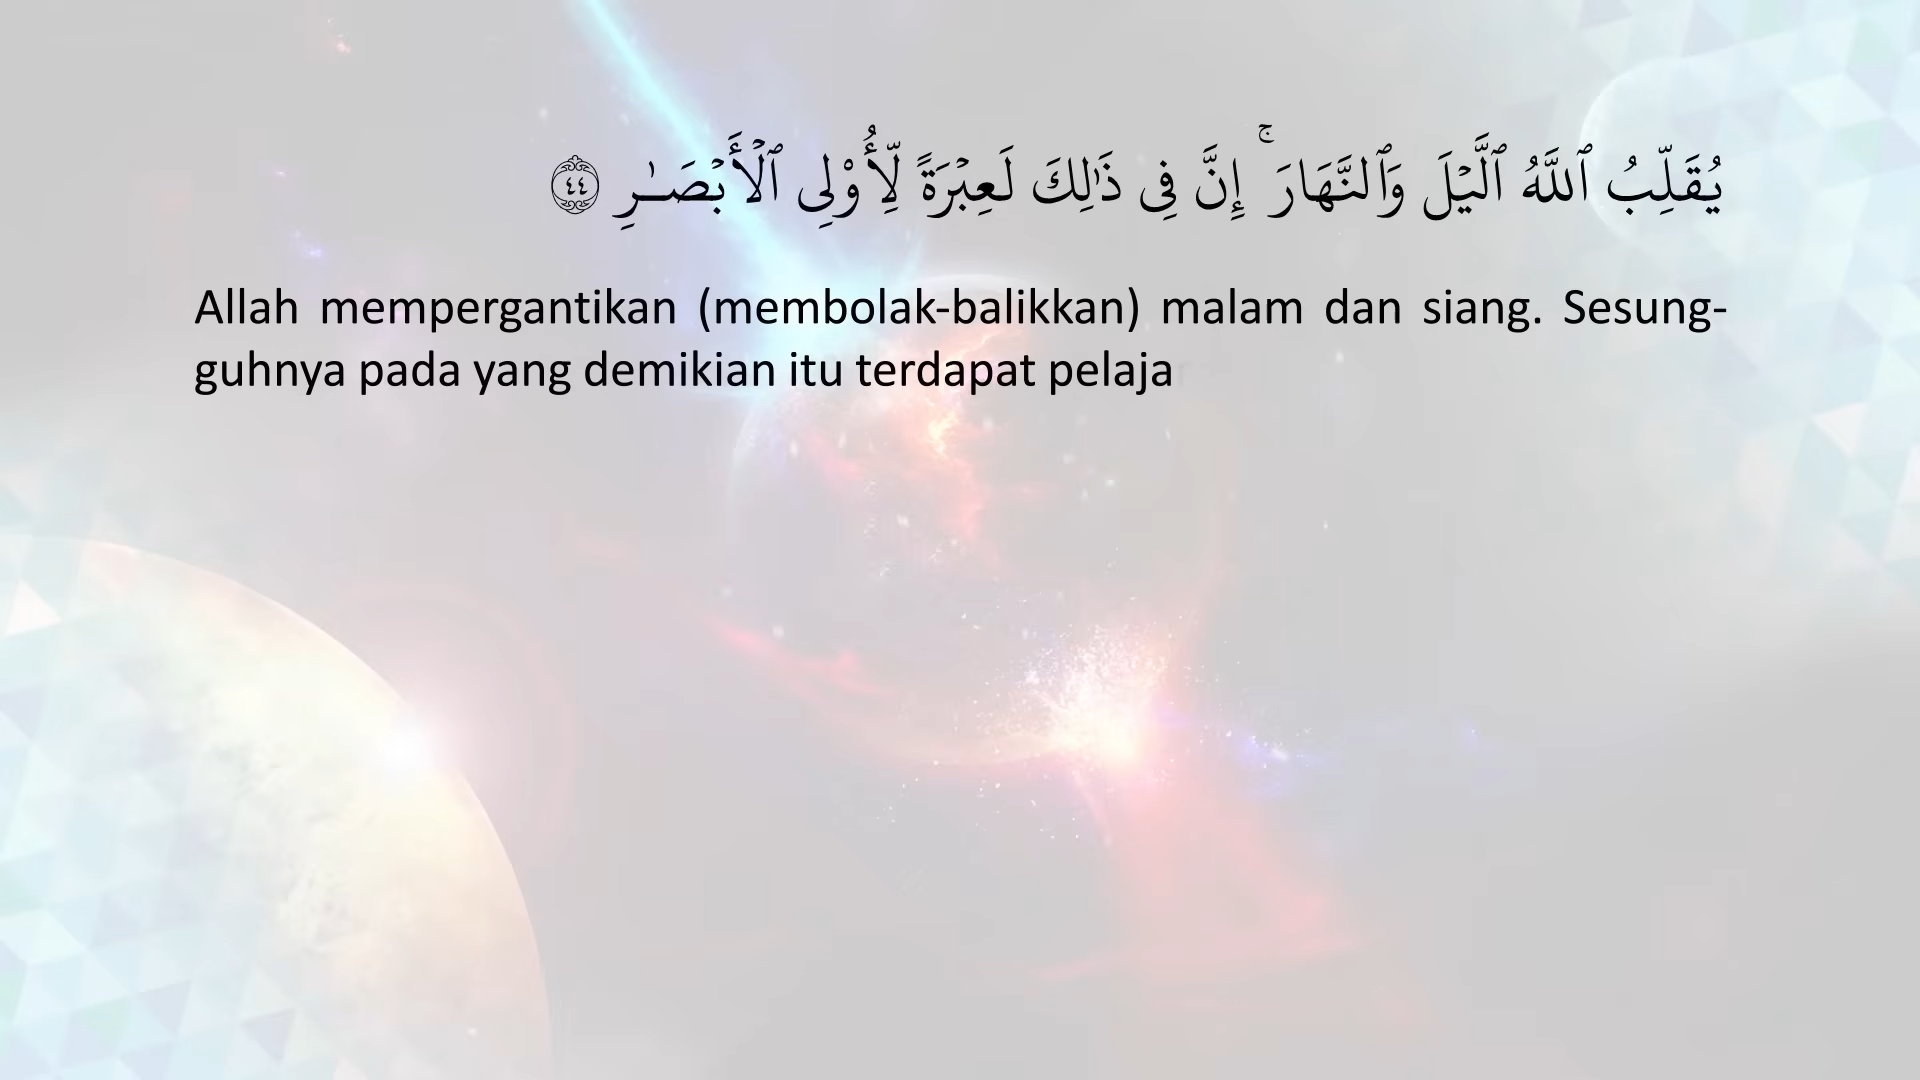 يُقَلِّبُ ٱللَّهُ ٱلَّيْلَ وَٱلنَّهَارَ ۚ إِنَّ فِى ذَٰلِكَ لَعِبْرَةً لِّأُو۟لِى ٱلْأَبْصَـٰرِ ٤٤
Allah mempergantikan (membolak-balikkan) malam dan siang. Sesung-
guhnya pada yang demikian itu terdapat pelaja